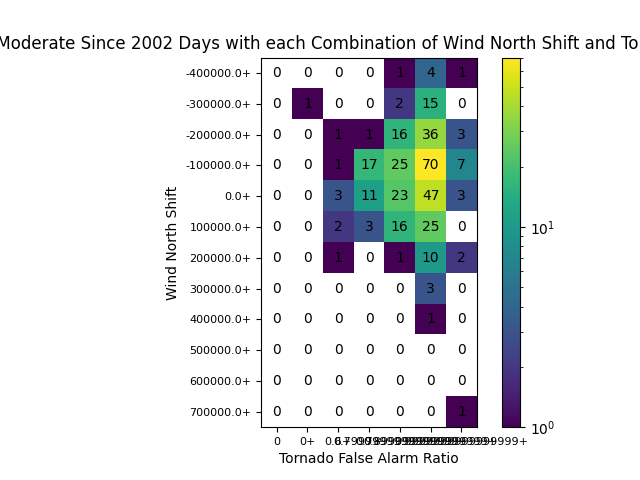 Moderate Since 2002 Days with each Combination of Wind North Shift and To
-400000.0+ 0 0 0 0 1 4 1
-300000.0+ 0 1 0 0 2 15 0
-200000.0+ 0 0 1 1 16 36 3
-100000.0+ 0 0 1 17 25 70 7
0.0+ 0 0 3 11 23 47 3
100000.0+ 0 0 2 3 16 25 0
200000.0+ 0 0 1 0 1 10 2
300000.0+ 0 0 0 0 0 3 0
400000.0+ 0 0 0 0 0 1 0
500000.0+ 0 0 0 0 0 0 0
600000.0+ 0 0 0 0 0 0 0
700000.0+ 0 0 0 0 0 0 1
Wind North Shift
0 0+
Tornado False Alarm Ratio
10¹
10⁰